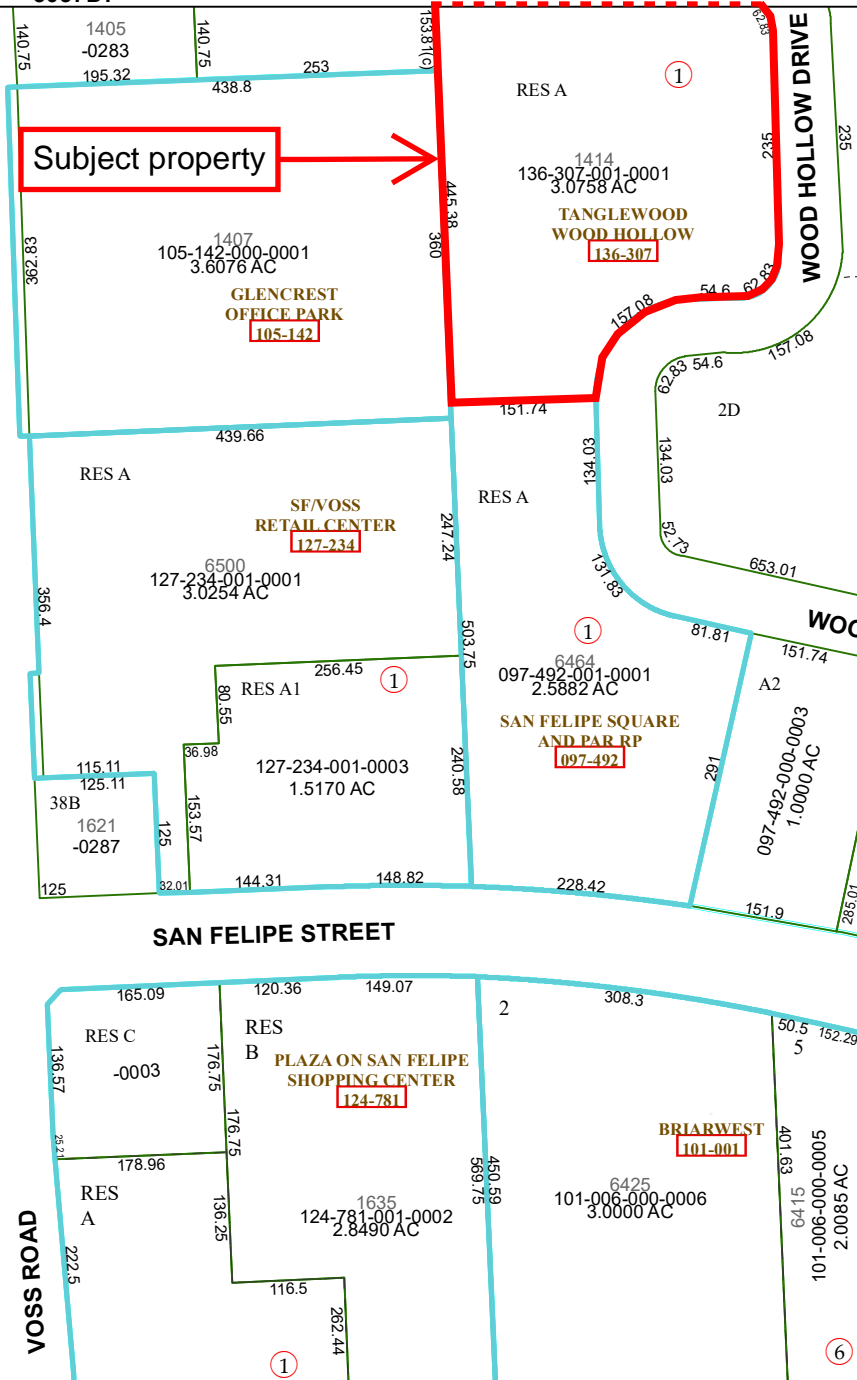 1405
-0283
140.75
140.75
195.32
253
438.8
153.81(c)
62.83
WOOD HOLLOW DRIVE
235
235
RES A
1
Subject property
1414
136-307-001-0001
3.0758 AC
TANGLEWOOD
WOOD HOLLOW
136-307
445.38
360
362.83
1407
105-142-000-0001
3.6076 AC
GLENCREST
OFFICE PARK
105-142
62.83
54.6
157.08
157.08
54.6
62.83
2D
151.74
439.66
134.03
134.03
RES A
RES A
SF/VOSS
RETAIL CENTER
127-234
247.24
52.73
653.01
6500
127-234-001-0001
3.0254 AC
356.4
131.83
81.81
151.74
503.75
1
6464
097-492-001-0001
2.5882 AC
A2
256.45
RES A1
1
80.55
SAN FELIPE SQUARE
AND PAR RP
097-492
097-492-000-0003
1.0000 AC
36.98
127-234-001-0003
1.5170 AC
240.58
291
115.11
125.11
38B
1621
-0287
125
153.57
125
32.01
144.31
148.82
228.42
151.9
285.01
SAN FELIPE STREET
165.09
120.36
149.07
308.3
50.5
152.29
2
5
RES C
-0003
RES
B
136.57
176.75
PLAZA ON SAN FELIPE
SHOPPING CENTER
124-781
BRIARWEST
101-001
176.75
401.63
25.21
178.96
450.59
569.75
RES
A
136.25
1635
124-781-001-0002
2.8490 AC
6425
101-006-000-0006
3.0000 AC
6415
101-006-000-0005
2.0085 AC
VOSS ROAD
222.5
116.5
262.44
1
6